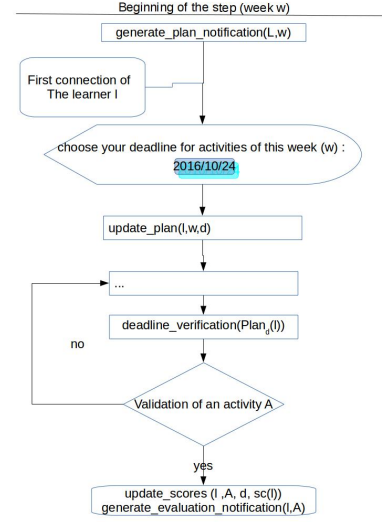 Beginning of the step (week w)
generate_plan_notification(L,w)
First connection of
The learner l
choose your deadline for activities of this week (w) :
2016/10/24
update_plan(l,w,d)
...
deadline_verification(Plan_d(l))
no
Validation of an activity A
yes
update_scores (l ,A, d, sc(l))
generate_evaluation_notification(l,A)